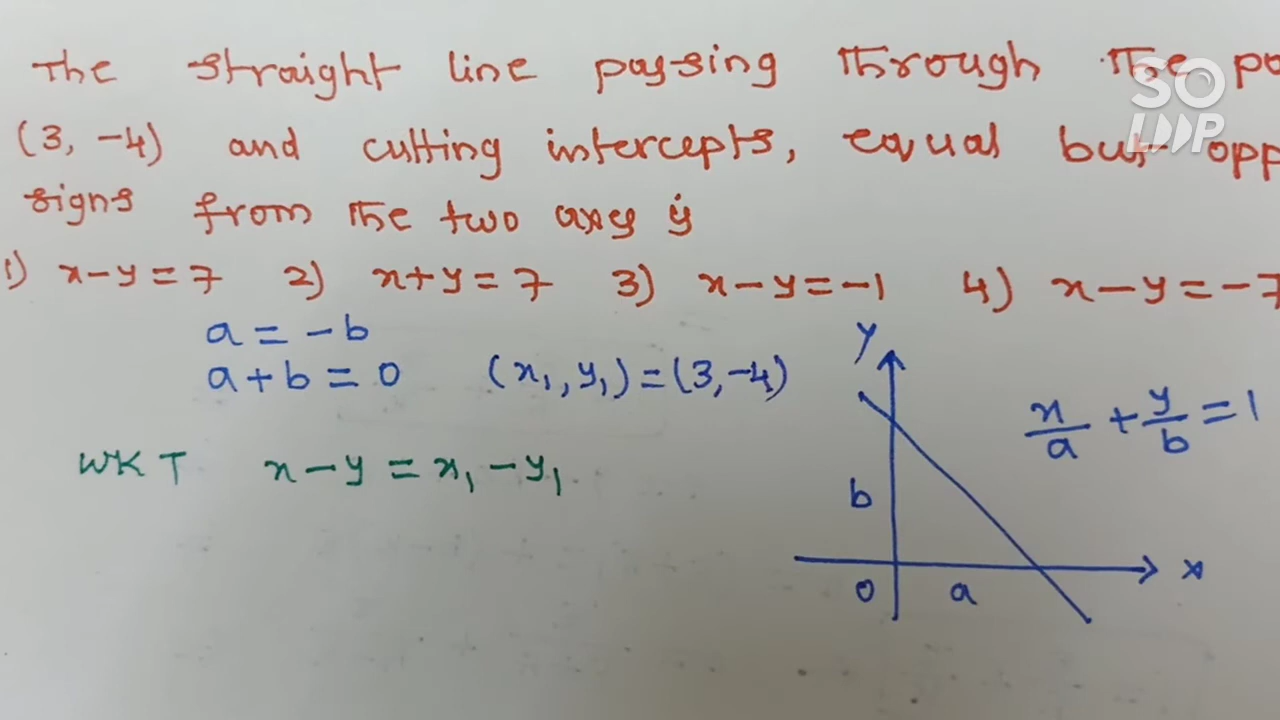 The straight line passing through the po
(3, -4) and cutting intercepts, equal but opp
signs from the two axes is
1) x-y=7 2) x+y=7 3) x-y=-1 4) x-y=-7
a=-b
a+b=0 (x₁,y₁)=(3,-4)
WKT x-y=x₁-y₁
y
x/a + y/b = 1
b
0 a x
SO
LOOP